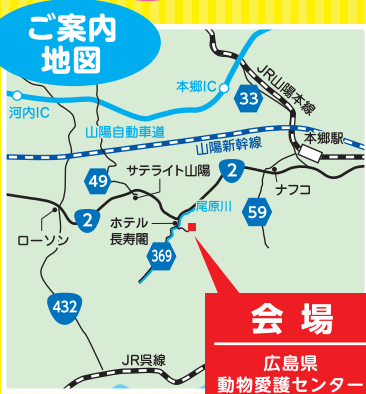 ご案内
地図
本郷IC
JR山陽本線
33
河内IC
山陽自動車道
本郷駅
山陽新幹線
サテライト山陽
2
49
ナフコ
尾原川
2
59
ローソン
ホテル
長寿閣
369
432
会場
広島県
動物愛護センター
JR呉線